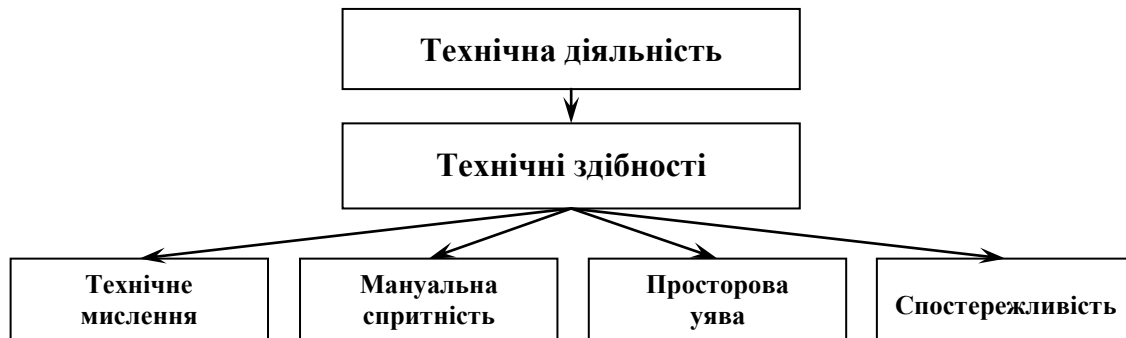 Технічна діяльність
Технічні здібності
Технічне
мислення
Мануальна
спритність
Просторова
уява
Спостережливість